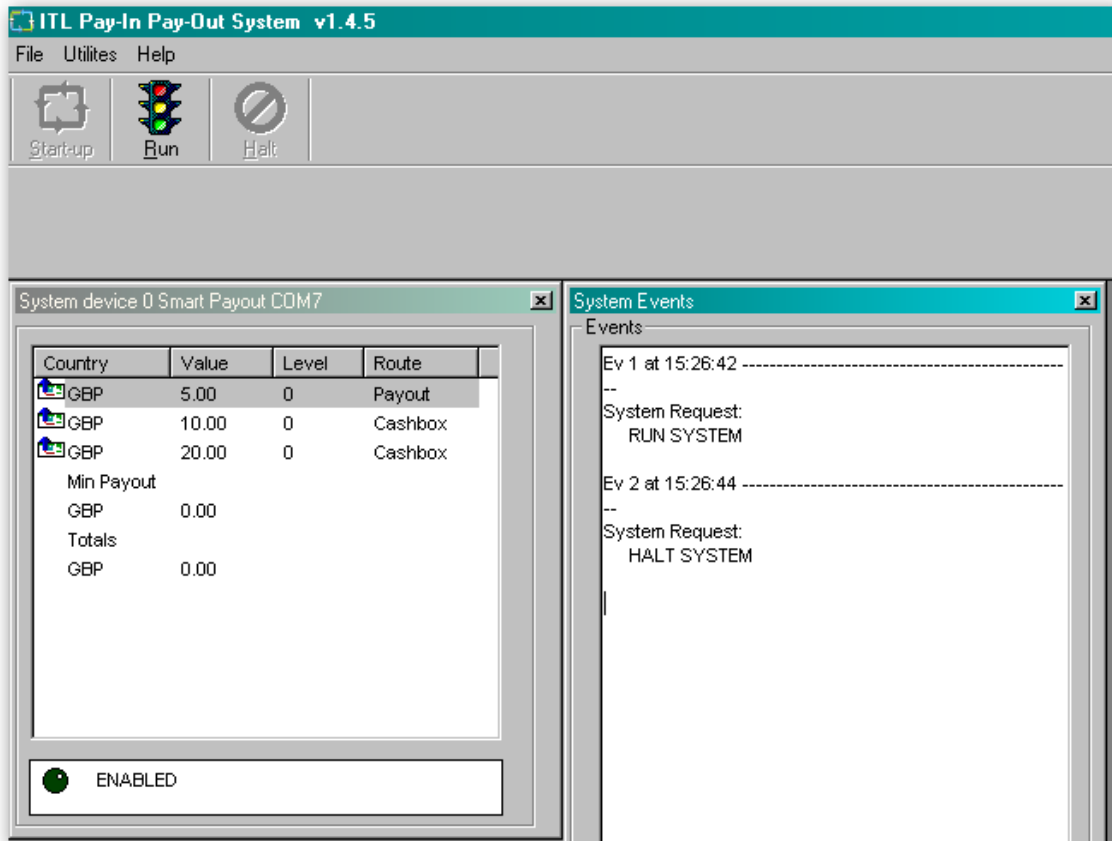 ITL Pay-In Pay-Out System v1.4.5
File Utilites Help
Start-up Run Halt
System device 0 Smart Payout COM7
Country Value Level Route
GBP 5.00 0 Payout
GBP 10.00 0 Cashbox
GBP 20.00 0 Cashbox
Min Payout
GBP 0.00
Totals
GBP 0.00
ENABLED
System Events
Events
Ev 1 at 15:26:42 ------------------------------------------------
--
System Request:
RUN SYSTEM
Ev 2 at 15:26:44 ------------------------------------------------
--
System Request:
HALT SYSTEM